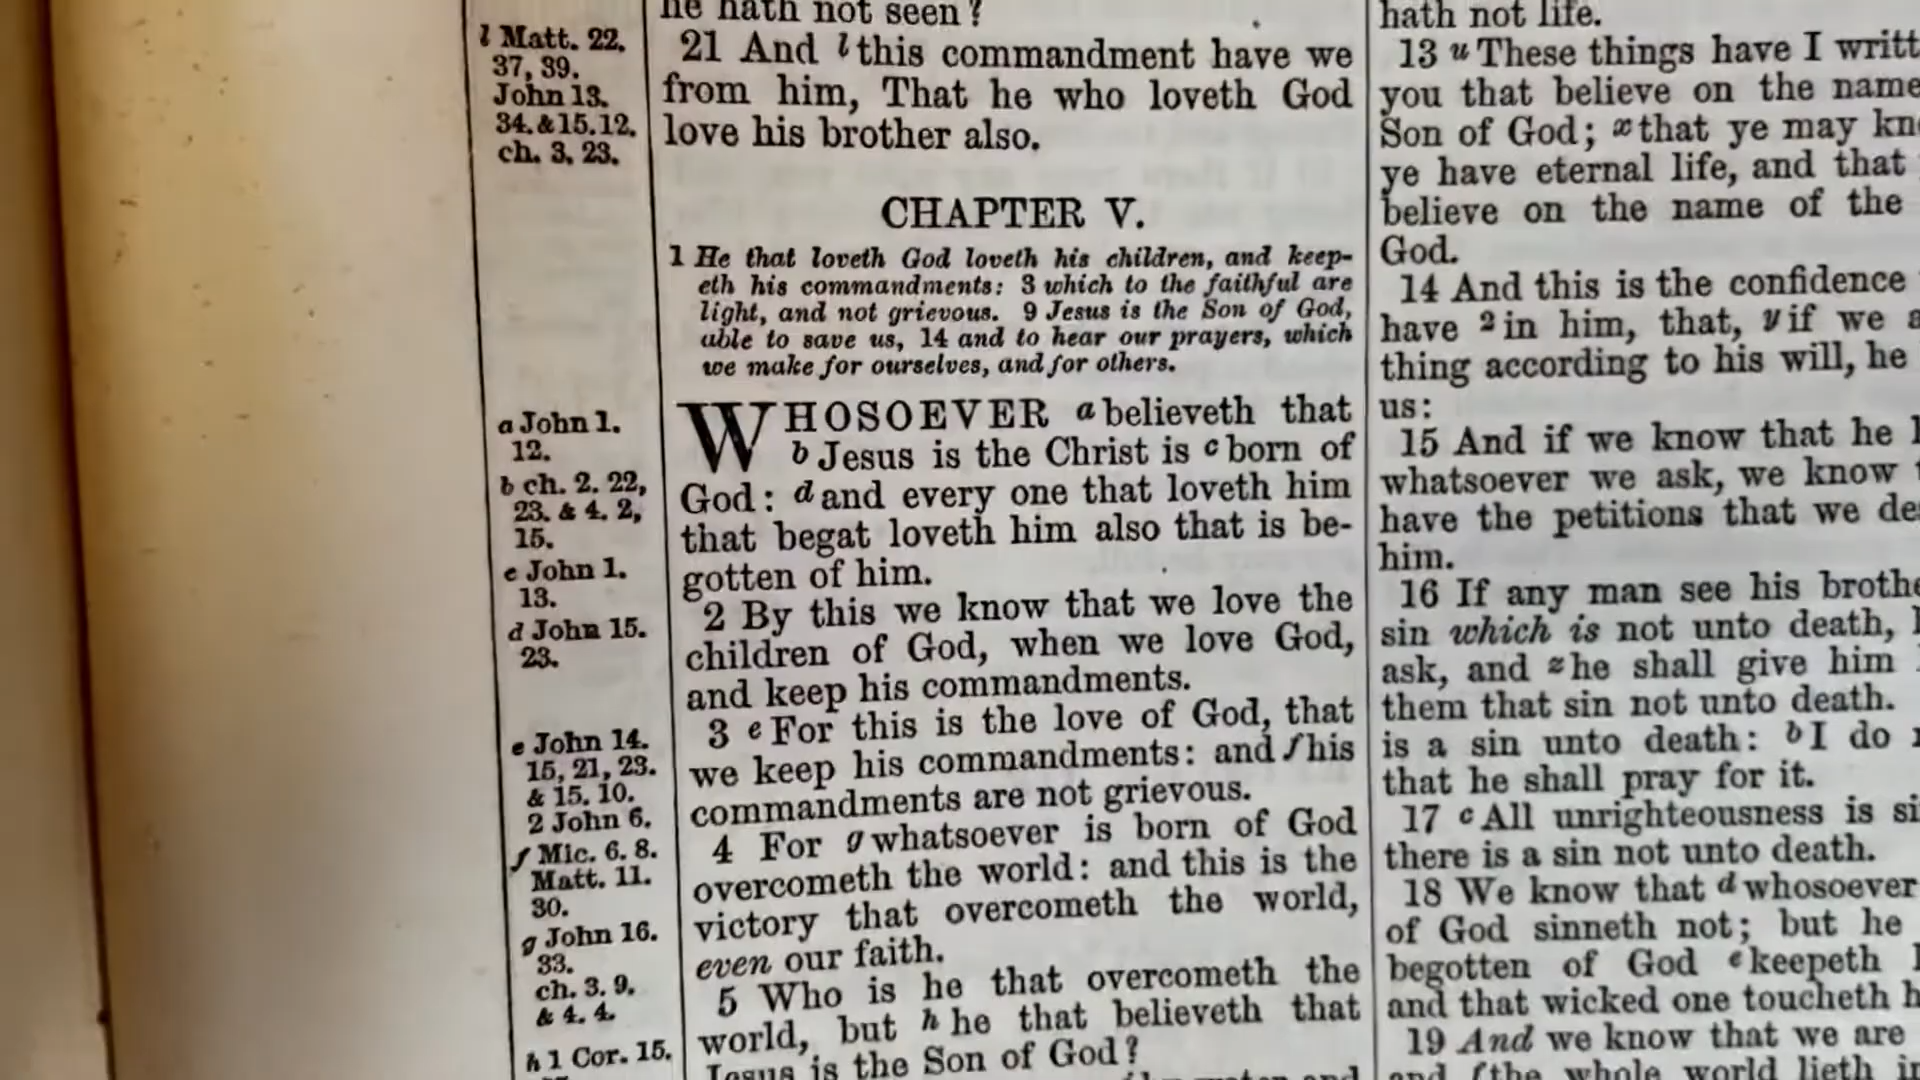 l Matt. 22.
37, 39.
John 13.
34. & 15. 12.
ch. 3. 23.
a John 1.
12.
b ch. 2. 22,
23. & 4. 2,
15.
c John 1.
13.
d John 15.
23.
e John 14.
15, 21, 23.
& 15. 10.
2 John 6.
f Mic. 6. 8.
Matt. 11.
30.
g John 16.
33.
ch. 3. 9.
& 4. 4.
h 1 Cor. 15.
he hath not seen?
21 And l this commandment have we
from him, That he who loveth God
love his brother also.
CHAPTER V.
1 He that loveth God loveth his children, and keep-
eth his commandments: 3 which to the faithful are
light, and not grievous. 9 Jesus is the Son of God,
able to save us, 14 and to hear our prayers, which
we make for ourselves, and for others.
WHOSOEVER a believeth that
b Jesus is the Christ is c born of
God: d and every one that loveth him
that begat loveth him also that is be-
gotten of him.
2 By this we know that we love the
children of God, when we love God,
and keep his commandments.
3 e For this is the love of God, that
we keep his commandments: and f his
commandments are not grievous.
4 For g whatsoever is born of God
overcometh the world: and this is the
victory that overcometh the world,
even our faith.
5 Who is he that overcometh the
world, but h he that believeth that
Jesus is the Son of God?
hath not life.
13 u These things have I writt
you that believe on the name
Son of God; x that ye may kn
ye have eternal life, and that
believe on the name of the
God.
14 And this is the confidence
have 2 in him, that, y if we a
thing according to his will, he
us:
15 And if we know that he
whatsoever we ask, we know
have the petitions that we de
him.
16 If any man see his brothe
sin which is not unto death,
ask, and z he shall give him
them that sin not unto death.
is a sin unto death: b I do
that he shall pray for it.
17 c All unrighteousness is si
there is a sin not unto death.
18 We know that d whosoever
of God sinneth not; but he
begotten of God e keepeth
and that wicked one toucheth h
19 And we know that we are
and f the whole world lieth in